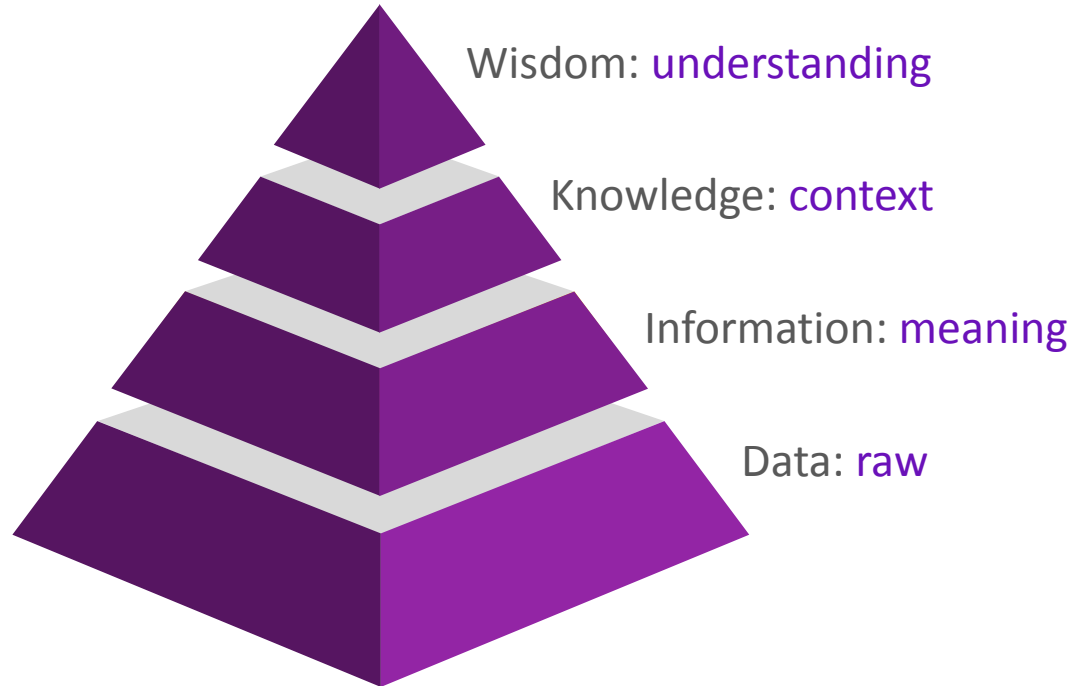 Wisdom: understanding
Knowledge: context
Information: meaning
Data: raw